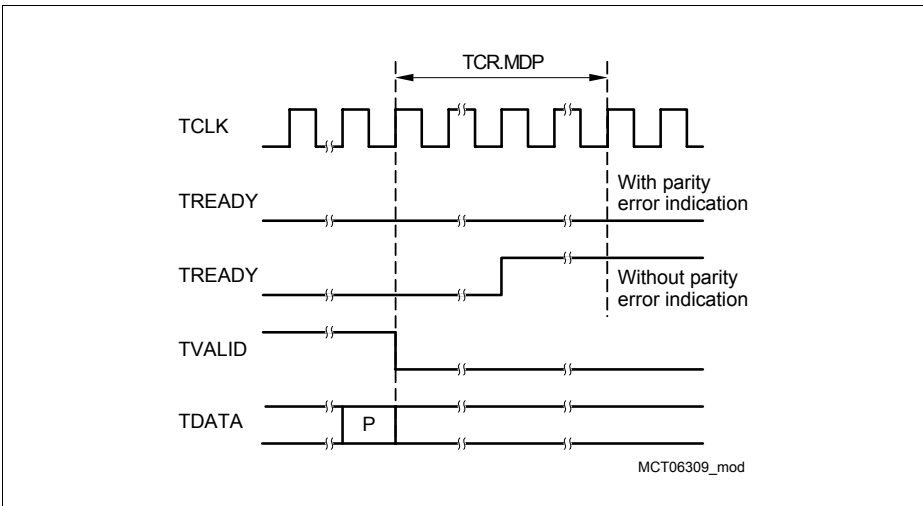 TCR.MDP
TCLK
TREADY
With parity
error indication
TREADY
Without parity
error indication
TVALID
TDATA
P
MCT06309_mod